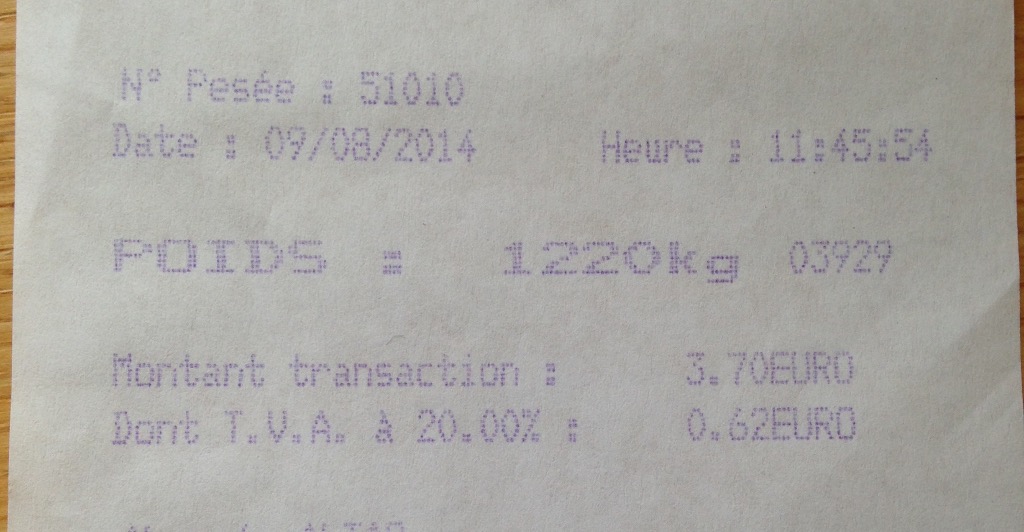 N° Pesée : 51010
Date : 09/08/2014 Heure : 11:45:54
POIDS : 1220kg 03929
Montant transaction : 3.70EURO
Dont T.V.A. à 20.00% : 0.62EURO